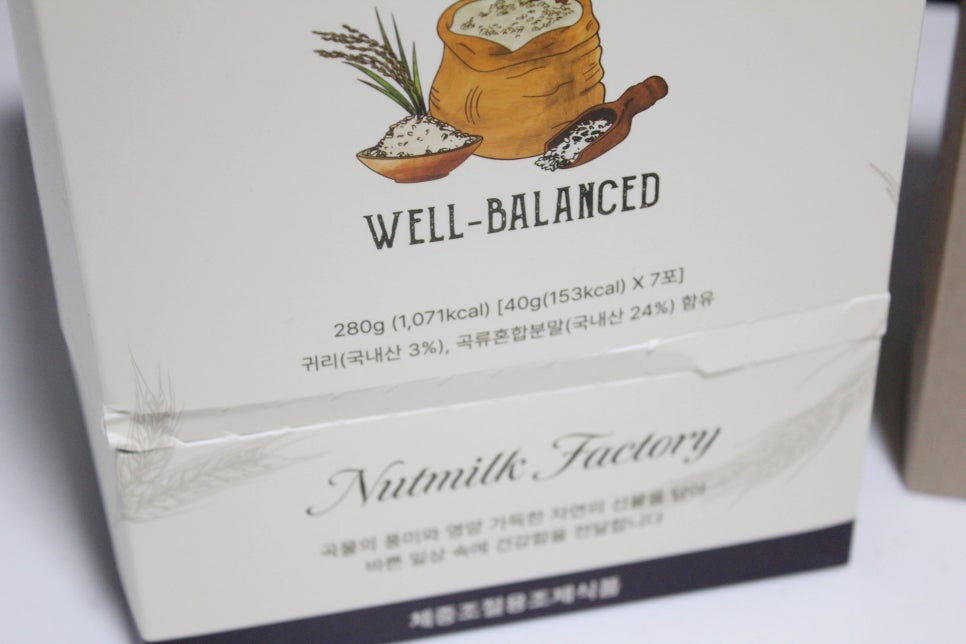 WELL-BALANCED
280g (1,071kcal) [40g(153kcal) X 7포]
귀리(국내산 3%), 곡류혼합분말(국내산 24%) 함유
Nutmilk Factory
곡물의 풍미와 영양 가득한 자연의 선물을 담아
바쁜 일상 속에 건강함을 전달합니다
체중조절용조제식품